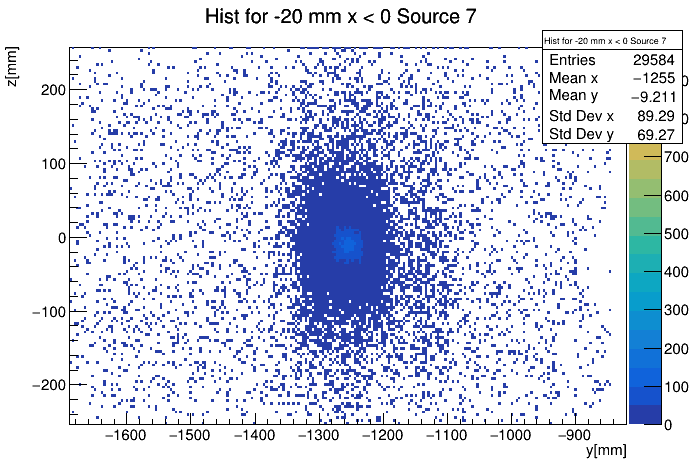 Hist for -20 mm x < 0 Source 7
z[mm]
Hist for -20 mm x < 0 Source 7
Entries 29584
Mean x −1255
Mean y −9.211
Std Dev x 89.29
Std Dev y 69.27
200
100
0
−100
−200
700
600
500
400
300
200
100
0
−1600 −1500 −1400 −1300 −1200 −1100 −1000 −900
y[mm]